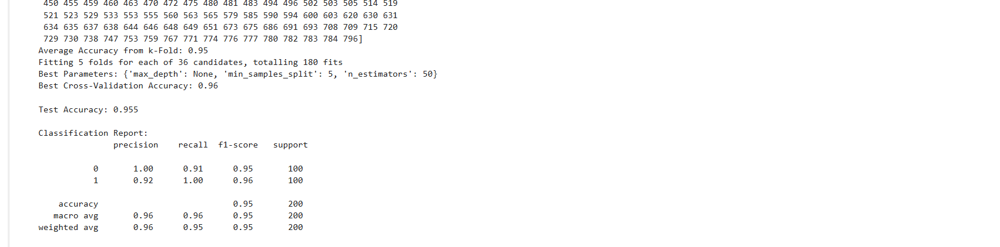 450 455 459 460 463 470 472 475 480 481 483 494 496 502 503 505 514 519
521 523 529 533 553 555 560 563 565 579 585 590 594 600 603 620 630 631
634 635 637 638 644 646 648 649 651 673 675 686 691 693 708 709 715 720
729 730 738 747 753 759 767 771 774 776 777 780 782 783 784 796]
Average Accuracy from k-Fold: 0.95
Fitting 5 folds for each of 36 candidates, totalling 180 fits
Best Parameters: {'max_depth': None, 'min_samples_split': 5, 'n_estimators': 50}
Best Cross-Validation Accuracy: 0.96
Test Accuracy: 0.955
Classification Report:
precision recall f1-score support
0 1.00 0.91 0.95 100
1 0.92 1.00 0.96 100
accuracy 0.95 200
macro avg 0.96 0.96 0.95 200
weighted avg 0.96 0.95 0.95 200